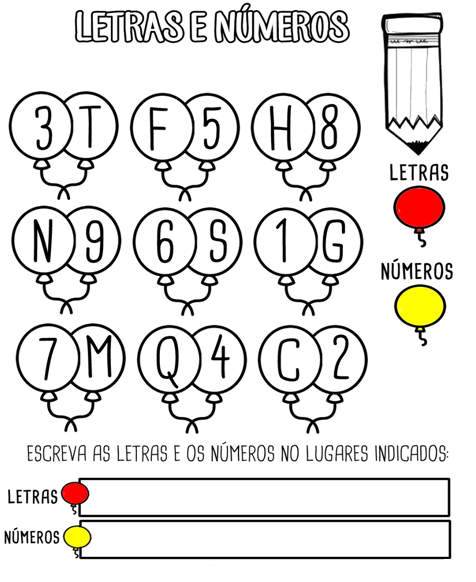 LETRAS E NÚMEROS
3 T F 5 H 8
LETRAS
N 9 6 S 1 G
NÚMEROS
7 M Q 4 C 2
ESCREVA AS LETRAS E OS NÚMEROS NO LUGARES INDICADOS:
LETRAS
NÚMEROS